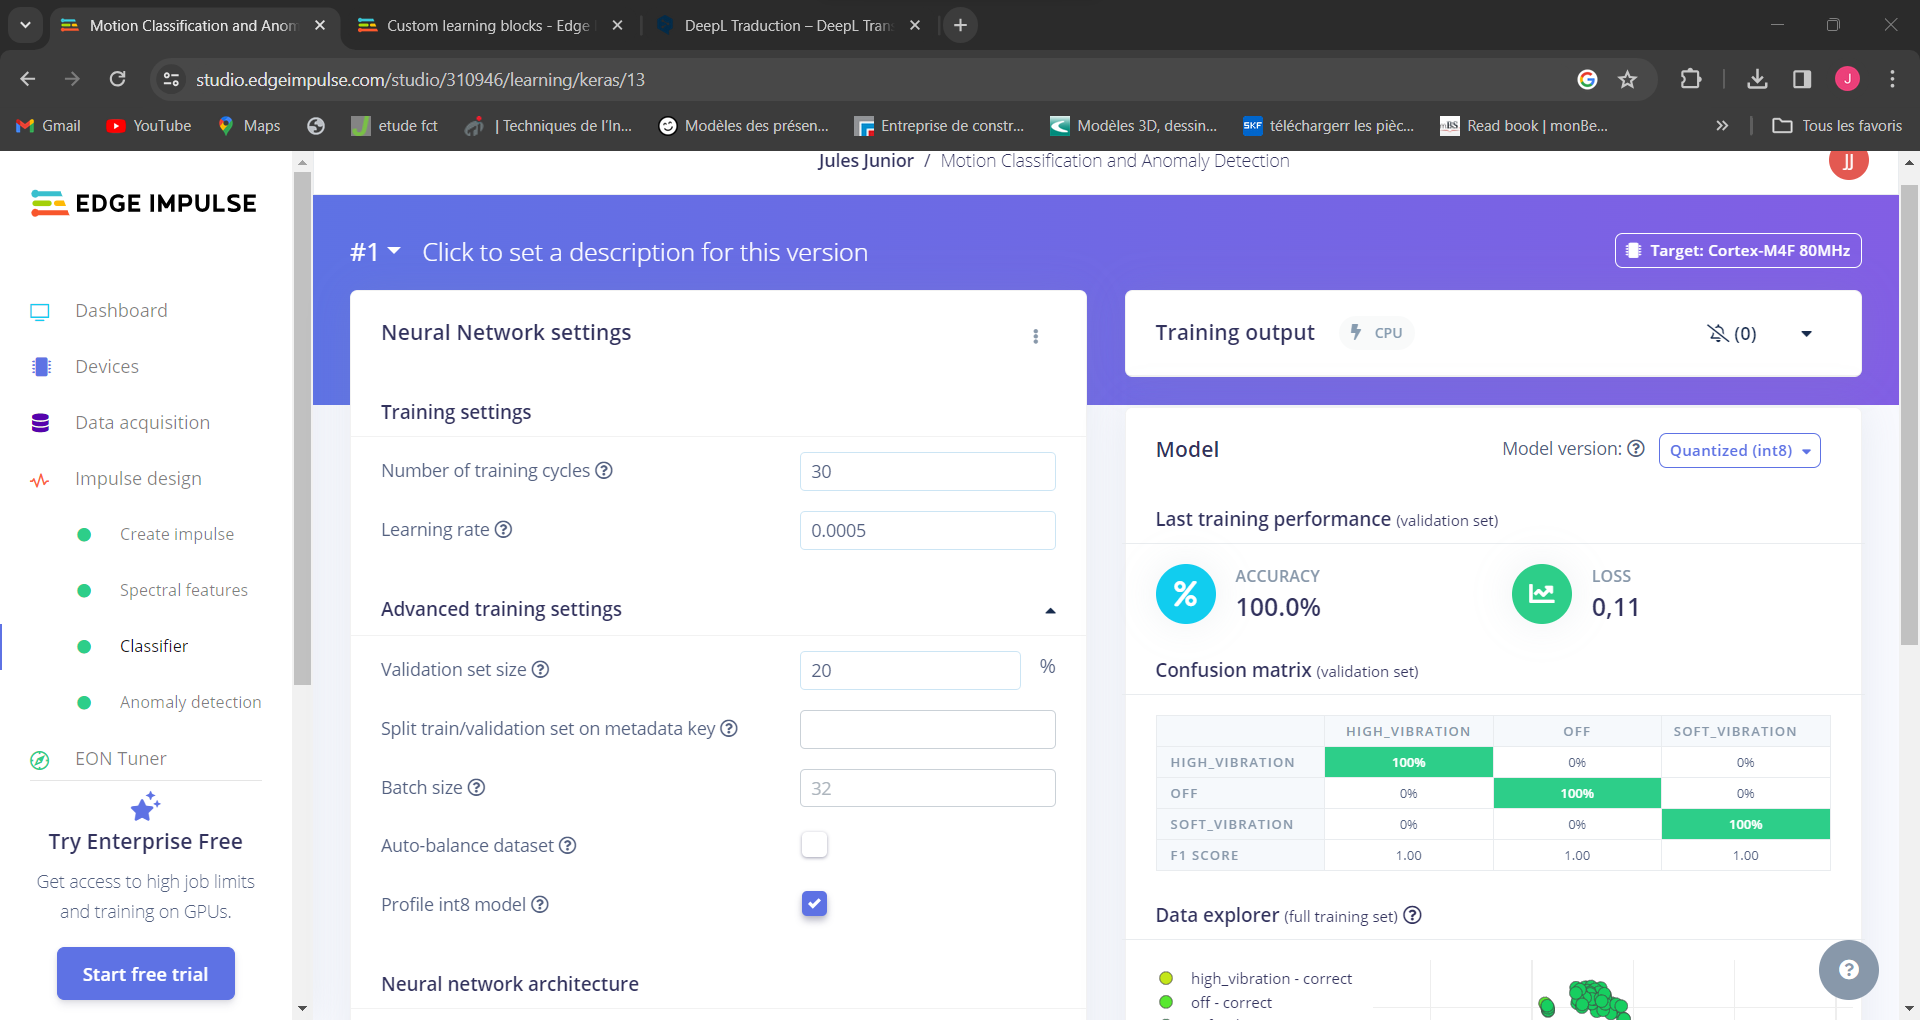 Motion Classification and Anom
Custom learning blocks - Edge
DeepL Traduction – DeepL Tran
studio.edgeimpulse.com/studio/310946/learning/keras/13
J
Gmail
YouTube
Maps
etude fct
| Techniques de l'In...
Modèles des présen...
Entreprise de constr...
Modèles 3D, dessin...
SKF
téléchargerr les pièc...
Read book | monBe...
Tous les favoris
Jules Junior / Motion Classification and Anomaly Detection
JJ
EDGE IMPULSE
#1 Click to set a description for this version
Target: Cortex-M4F 80MHz
Dashboard
Devices
Data acquisition
Impulse design
Create impulse
Spectral features
Classifier
Anomaly detection
EON Tuner
Try Enterprise Free
Get access to high job limits
and training on GPUs.
Start free trial
Neural Network settings
Training settings
Number of training cycles ? 30
Learning rate ? 0.0005
Advanced training settings
Validation set size ? 20 %
Split train/validation set on metadata key ?
Batch size ? 32
Auto-balance dataset ?
Profile int8 model ?
Neural network architecture
Training output CPU (0)
Model
Model version: ? Quantized (int8)
Last training performance (validation set)
% ACCURACY
100.0%
LOSS
0,11
Confusion matrix (validation set)
HIGH_VIBRATION OFF SOFT_VIBRATION
HIGH_VIBRATION 100% 0% 0%
OFF 0% 100% 0%
SOFT_VIBRATION 0% 0% 100%
F1 SCORE 1.00 1.00 1.00
Data explorer (full training set) ?
high_vibration - correct
off - correct
?